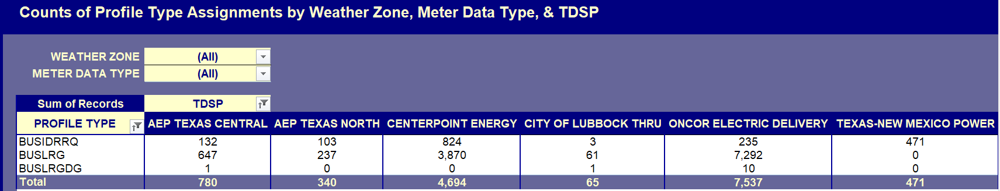 Counts of Profile Type Assignments by Weather Zone, Meter Data Type, & TDSP
WEATHER ZONE (All)
METER DATA TYPE (All)
Sum of Records TDSP
PROFILE TYPE AEP TEXAS CENTRAL AEP TEXAS NORTH CENTERPOINT ENERGY CITY OF LUBBOCK THRU ONCOR ELECTRIC DELIVERY TEXAS-NEW MEXICO POWER
BUSIDRRQ 132 103 824 3 235 471
BUSLRG 647 237 3,870 61 7,292 0
BUSLRGDG 1 0 0 1 10 0
Total 780 340 4,694 65 7,537 471